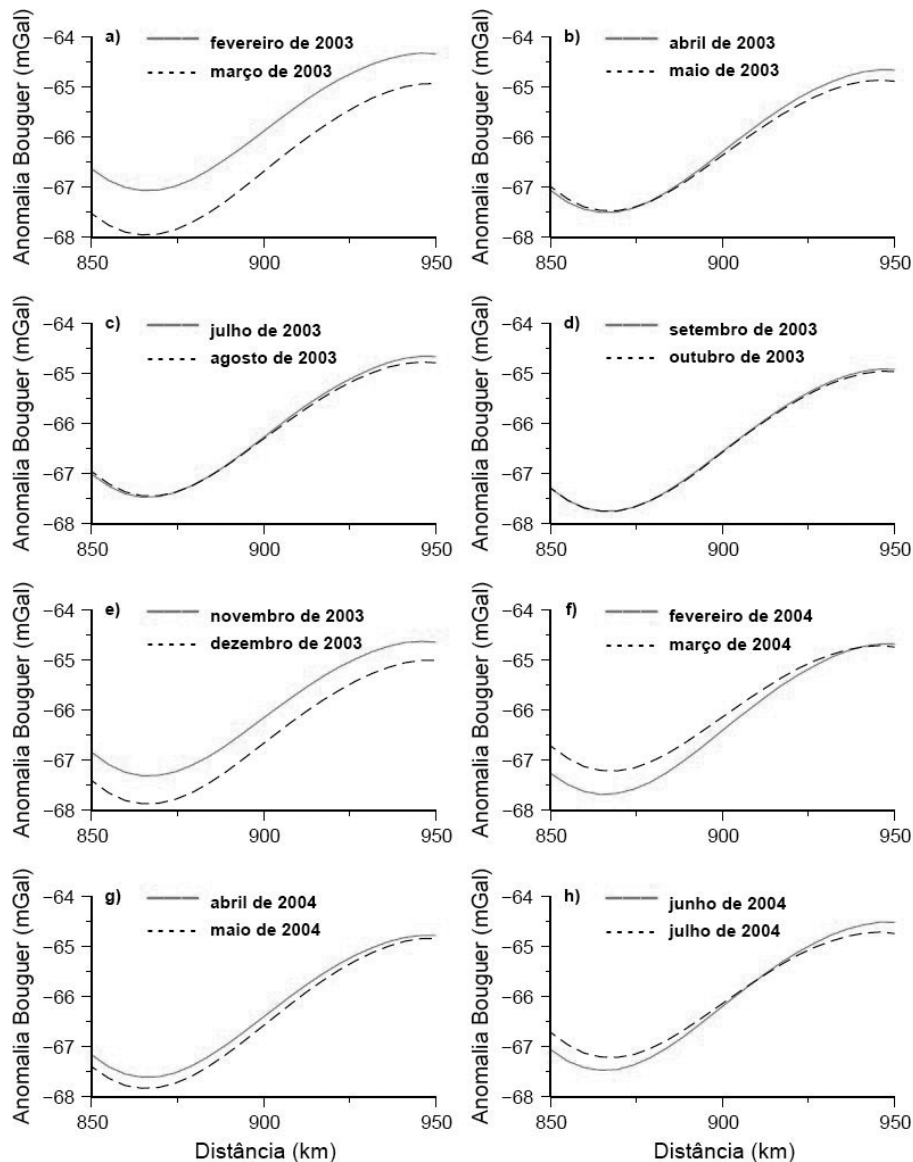 a) fevereiro de 2003
março de 2003
Anomalia Bouguer (mGal)
−64
−65
−66
−67
−68
850 900 950
b) abril de 2003
maio de 2003
Anomalia Bouguer (mGal)
−64
−65
−66
−67
−68
850 900 950
c) julho de 2003
agosto de 2003
Anomalia Bouguer (mGal)
−64
−65
−66
−67
−68
850 900 950
d) setembro de 2003
outubro de 2003
Anomalia Bouguer (mGal)
−64
−65
−66
−67
−68
850 900 950
e) novembro de 2003
dezembro de 2003
Anomalia Bouguer (mGal)
−64
−65
−66
−67
−68
850 900 950
f) fevereiro de 2004
março de 2004
Anomalia Bouguer (mGal)
−64
−65
−66
−67
−68
850 900 950
g) abril de 2004
maio de 2004
Anomalia Bouguer (mGal)
−64
−65
−66
−67
−68
850 900 950
Distância (km)
h) junho de 2004
julho de 2004
Anomalia Bouguer (mGal)
−64
−65
−66
−67
−68
850 900 950
Distância (km)